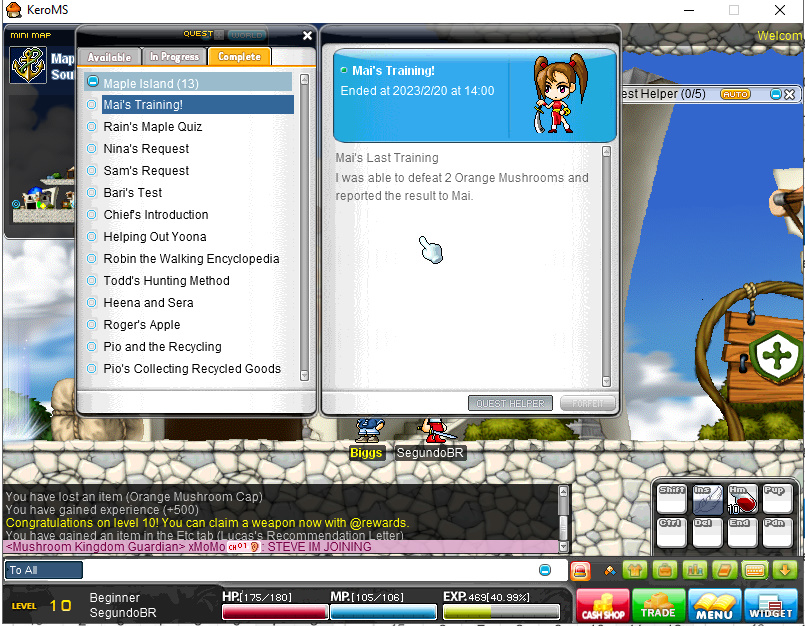 KeroMS
MINI MAP
Map
Sou
QUEST
WORLD
Available
In Progress
Complete
Maple Island (13)
Mai's Training!
Rain's Maple Quiz
Nina's Request
Sam's Request
Bari's Test
Chief's Introduction
Helping Out Yoona
Robin the Walking Encyclopedia
Todd's Hunting Method
Heena and Sera
Roger's Apple
Pio and the Recycling
Pio's Collecting Recycled Goods
Mai's Training!
Ended at 2023/2/20 at 14:00
Mai's Last Training
I was able to defeat 2 Orange Mushrooms and
reported the result to Mai.
QUEST HELPER
FORFEIT
Welcom
est Helper (0/5)
AUTO
Biggs
SegundoBR
You have lost an item (Orange Mushroom Cap)
You have gained experience (+500)
Congratulations on level 10! You can claim a weapon now with @rewards.
You have gained an item in the Etc tab (Lucas's Recommendation Letter)
<Mushroom Kingdom Guardian> xMoMo CH 01 : STEVE IM JOINING
Shift Ins Hm Pup
10
Ctrl Del End Pdn
To All
LEVEL 10
Beginner
SegundoBR
HP.[175/180]
MP.[105/106]
EXP.469[40.99%]
CASH SHOP
TRADE
MENU
WIDGET